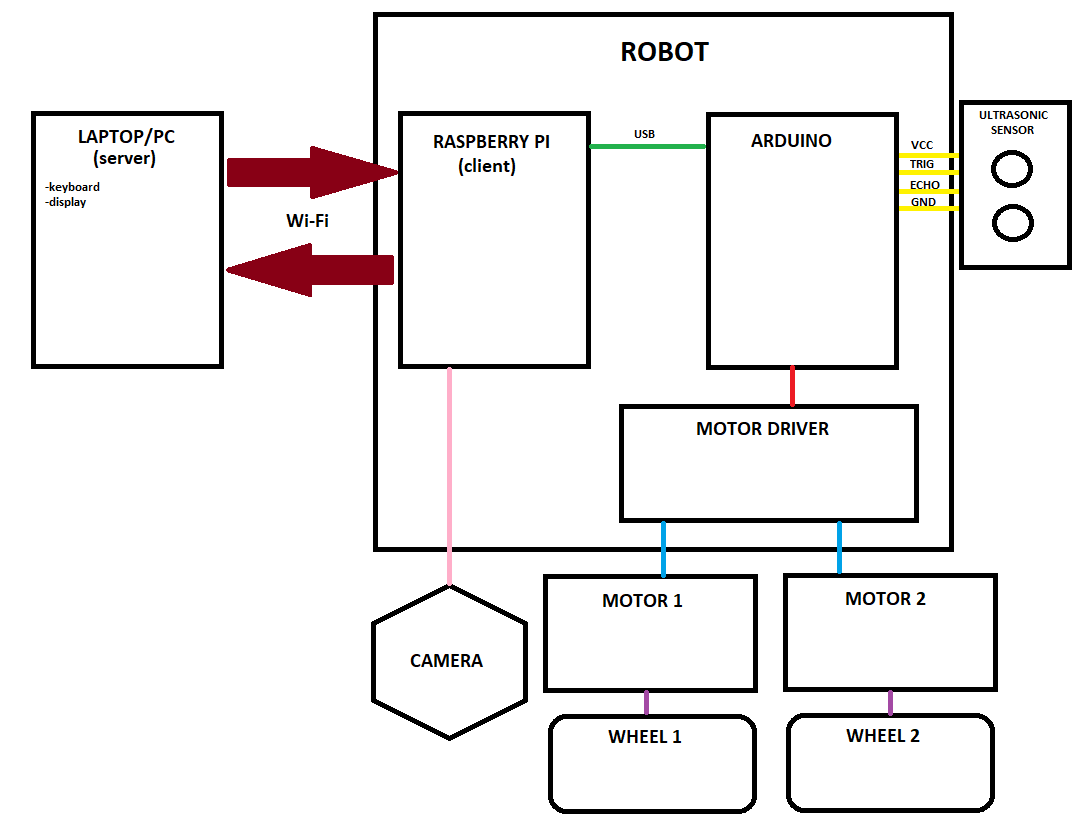 ROBOT
LAPTOP/PC
(server)
-keyboard
-display
Wi-Fi
RASPBERRY PI
(client)
USB
ARDUINO
VCC
TRIG
ECHO
GND
ULTRASONIC
SENSOR
MOTOR DRIVER
CAMERA
MOTOR 1
MOTOR 2
WHEEL 1
WHEEL 2